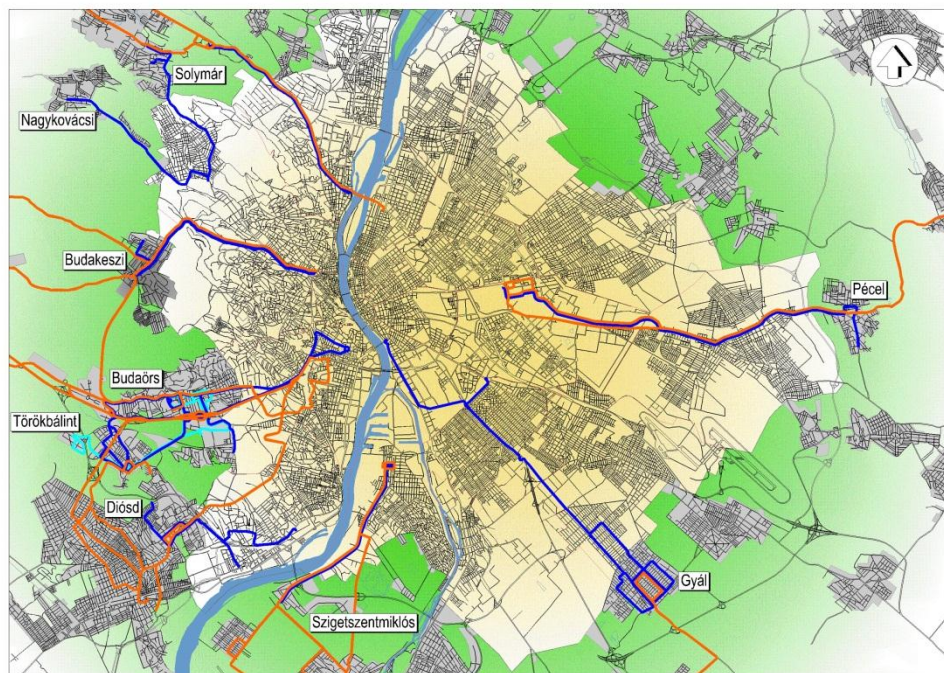 Solymár
Nagykovácsi
Budakeszi
Pécel
Budaörs
Törökbálint
Diósd
Gyál
Szigetszentmiklós